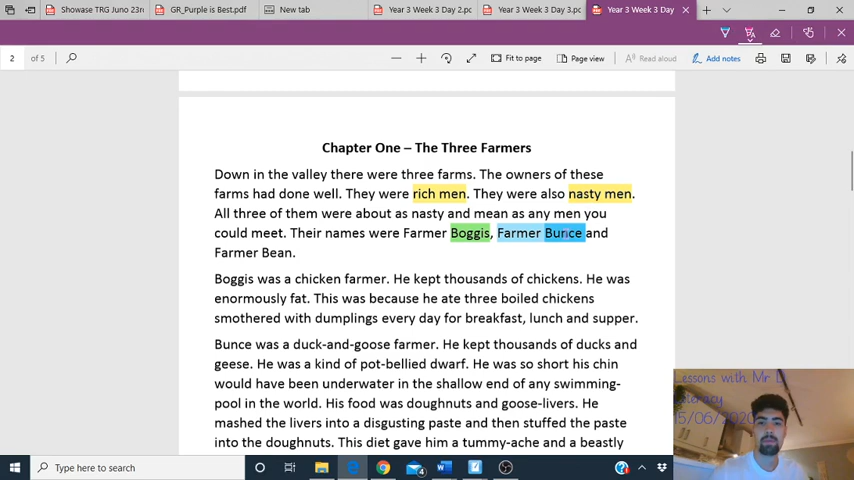 Showcase TRG Juno 23r
GR_Purple is Best.pdf
New tab
Year 3 Week 3 Day 2.pc
Year 3 Week 3 Day 3.pc
Year 3 Week 3 Day
2 of 5
Fit to page
Page view
Read aloud
Add notes
Chapter One – The Three Farmers
Down in the valley there were three farms. The owners of these
farms had done well. They were rich men. They were also nasty men.
All three of them were about as nasty and mean as any men you
could meet. Their names were Farmer Boggis, Farmer Bunce and
Farmer Bean.
Boggis was a chicken farmer. He kept thousands of chickens. He was
enormously fat. This was because he ate three boiled chickens
smothered with dumplings every day for breakfast, lunch and supper.
Bunce was a duck-and-goose farmer. He kept thousands of ducks and
geese. He was a kind of pot-bellied dwarf. He was so short his chin
would have been underwater in the shallow end of any swimming-
pool in the world. His food was doughnuts and goose-livers. He
mashed the livers into a disgusting paste and then stuffed the paste
into the doughnuts. This diet gave him a tummy-ache and a beastly
Lessons with Mr D
Literacy
15/06/2020
Type here to search
4